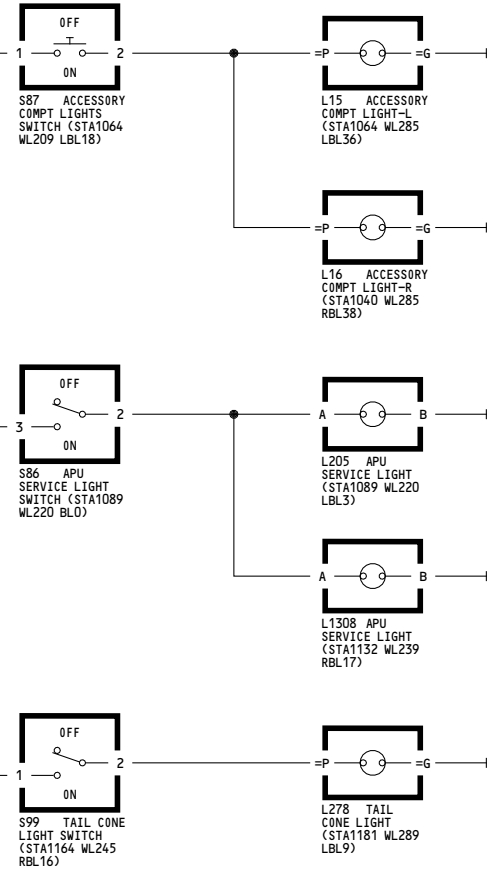 OFF
1 2
ON
S87 ACCESSORY
COMPT LIGHTS
SWITCH (STA1064
WL209 LBL18)
=P =G
L15 ACCESSORY
COMPT LIGHT-L
(STA1064 WL285
LBL36)
=P =G
L16 ACCESSORY
COMPT LIGHT-R
(STA1040 WL285
RBL38)
OFF
2
3
ON
S86 APU
SERVICE LIGHT
SWITCH (STA1089
WL220 BL0)
A B
L205 APU
SERVICE LIGHT
(STA1089 WL220
LBL3)
A B
L1308 APU
SERVICE LIGHT
(STA1132 WL239
RBL17)
OFF
2
1
ON
S99 TAIL CONE
LIGHT SWITCH
(STA1164 WL245
RBL16)
=P =G
L278 TAIL
CONE LIGHT
(STA1181 WL289
LBL9)